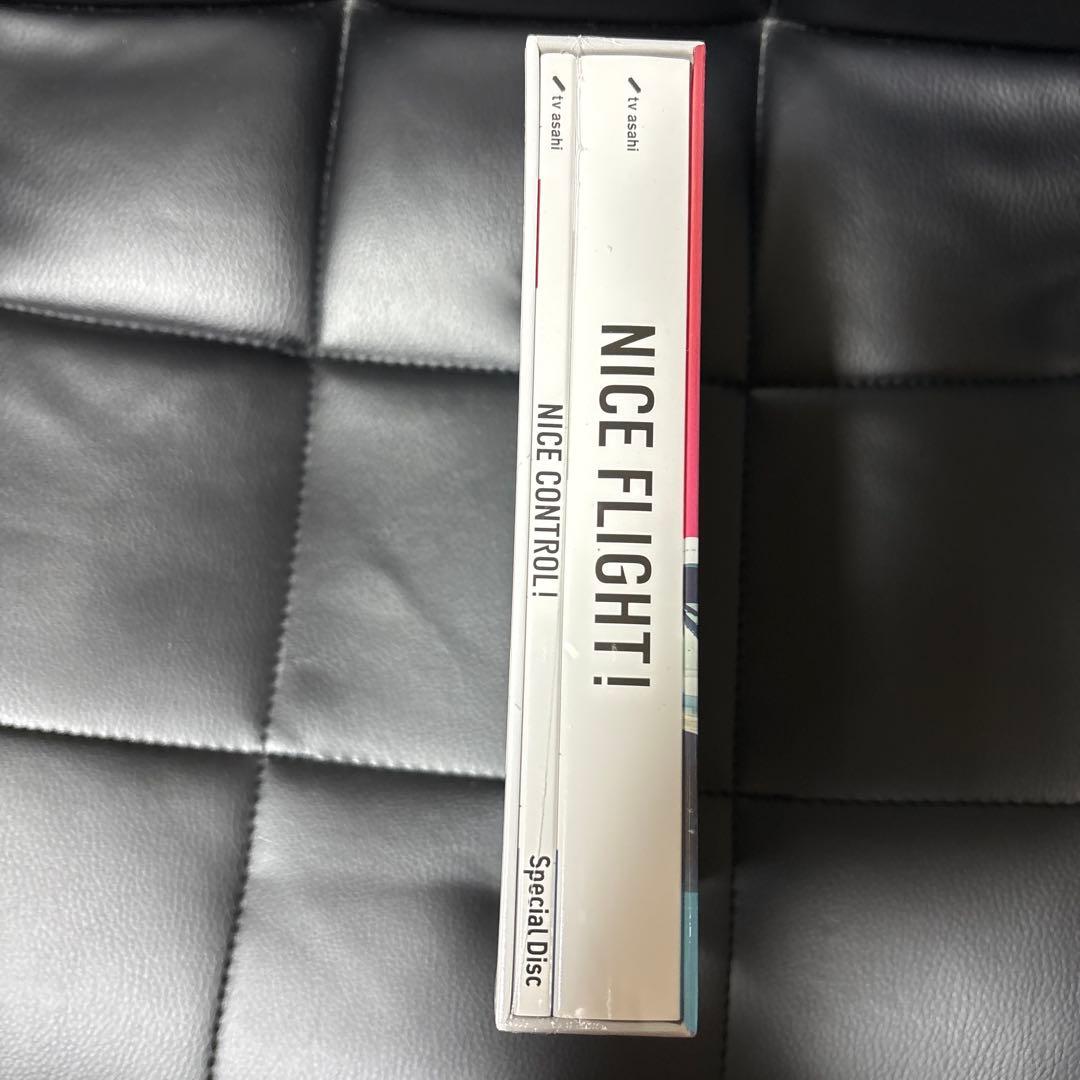 tv asahi
NICE FLIGHT!
tv asahi
NICE CONTROL!
Special Disc